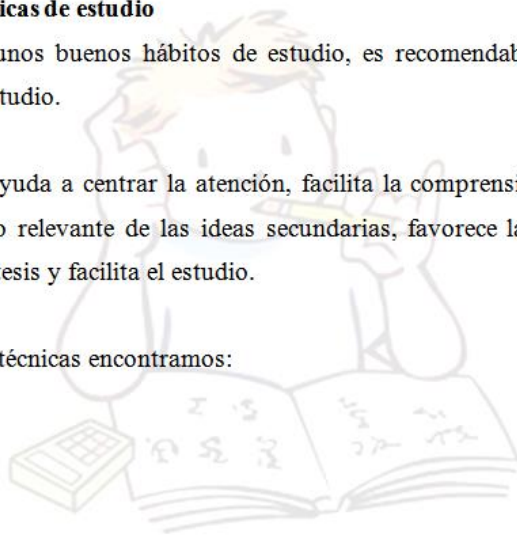 icas de estudio
unos buenos hábitos de estudio, es recomendab
tudio.
yuda a centrar la atención, facilita la comprensi
o relevante de las ideas secundarias, favorece la
tesis y facilita el estudio.
técnicas encontramos: